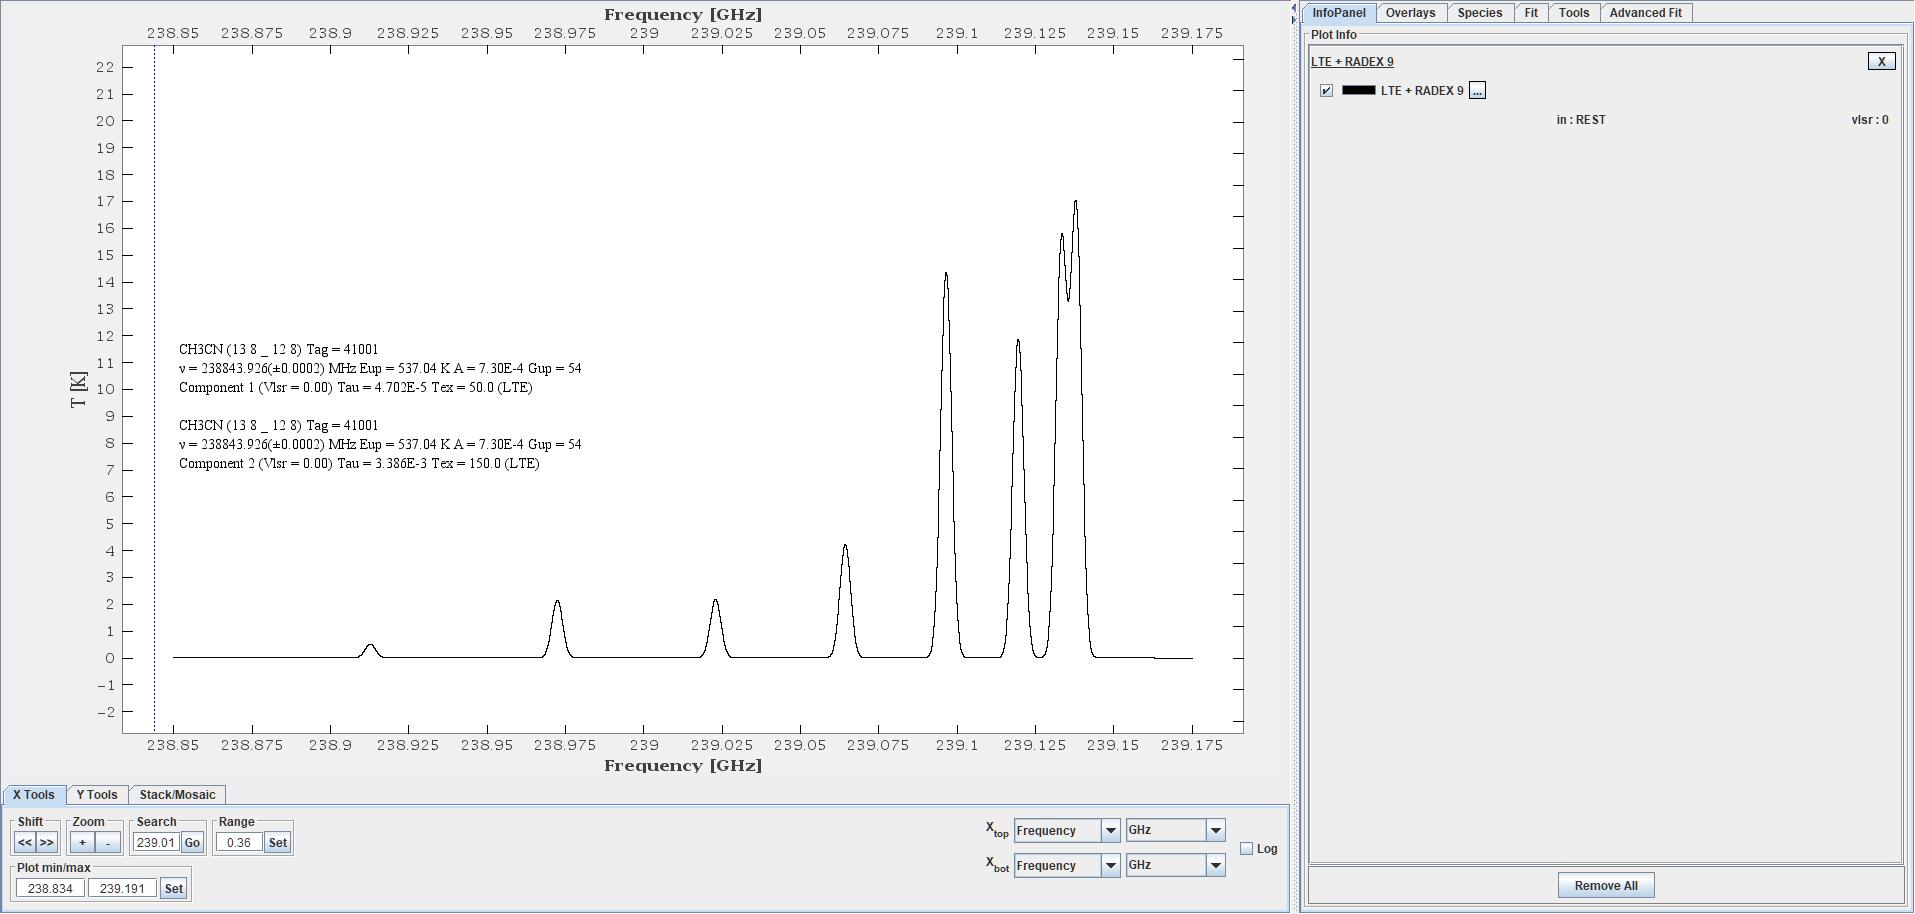 Frequency [GHz]
238.85 238.875 238.9 238.925 238.95 238.975 239 239.025 239.05 239.075 239.1 239.125 239.15 239.175
22
21
20
19
18
17
16
15
14
13
12
11
10
9
8
7
6
5
4
3
2
1
0
-1
-2
T [K]
CH3CN (13 8 _ 12 8) Tag = 41001
ν = 238843.926(±0.0002) MHz Eup = 537.04 K A = 7.30E-4 Gup = 54
Component 1 (Vlsr = 0.00) Tau = 4.702E-5 Tex = 50.0 (LTE)
CH3CN (13 8 _ 12 8) Tag = 41001
ν = 238843.926(±0.0002) MHz Eup = 537.04 K A = 7.30E-4 Gup = 54
Component 2 (Vlsr = 0.00) Tau = 3.386E-3 Tex = 150.0 (LTE)
238.85 238.875 238.9 238.925 238.95 238.975 239 239.025 239.05 239.075 239.1 239.125 239.15 239.175
Frequency [GHz]
X Tools Y Tools Stack/Mosaic
Shift Zoom Search Range
<< >> + - 239.01 Go 0.36 Set
Plot min/max
238.834 239.191 Set
Xtop Frequency GHz
Xbot Frequency GHz
Log
InfoPanel Overlays Species Fit Tools Advanced Fit
Plot Info
LTE + RADEX 9 X
LTE + RADEX 9 ...
in : REST vlsr : 0
Remove All